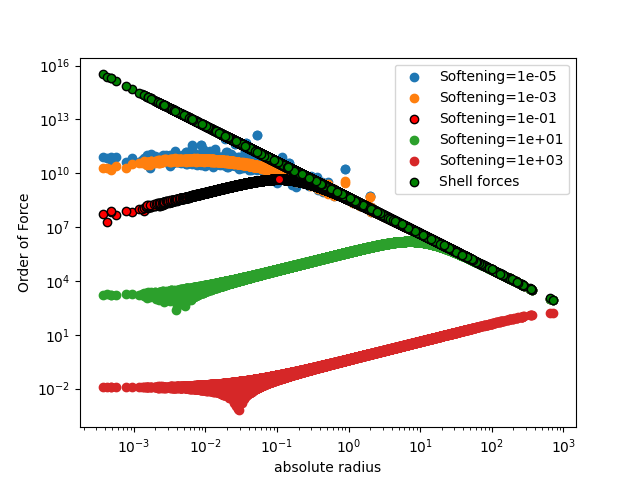 Order of Force
10^16
10^13
10^10
10^7
10^4
10^1
10^−2
Softening=1e-05
Softening=1e-03
Softening=1e-01
Softening=1e+01
Softening=1e+03
Shell forces
10^−3 10^−2 10^−1 10^0 10^1 10^2 10^3
absolute radius